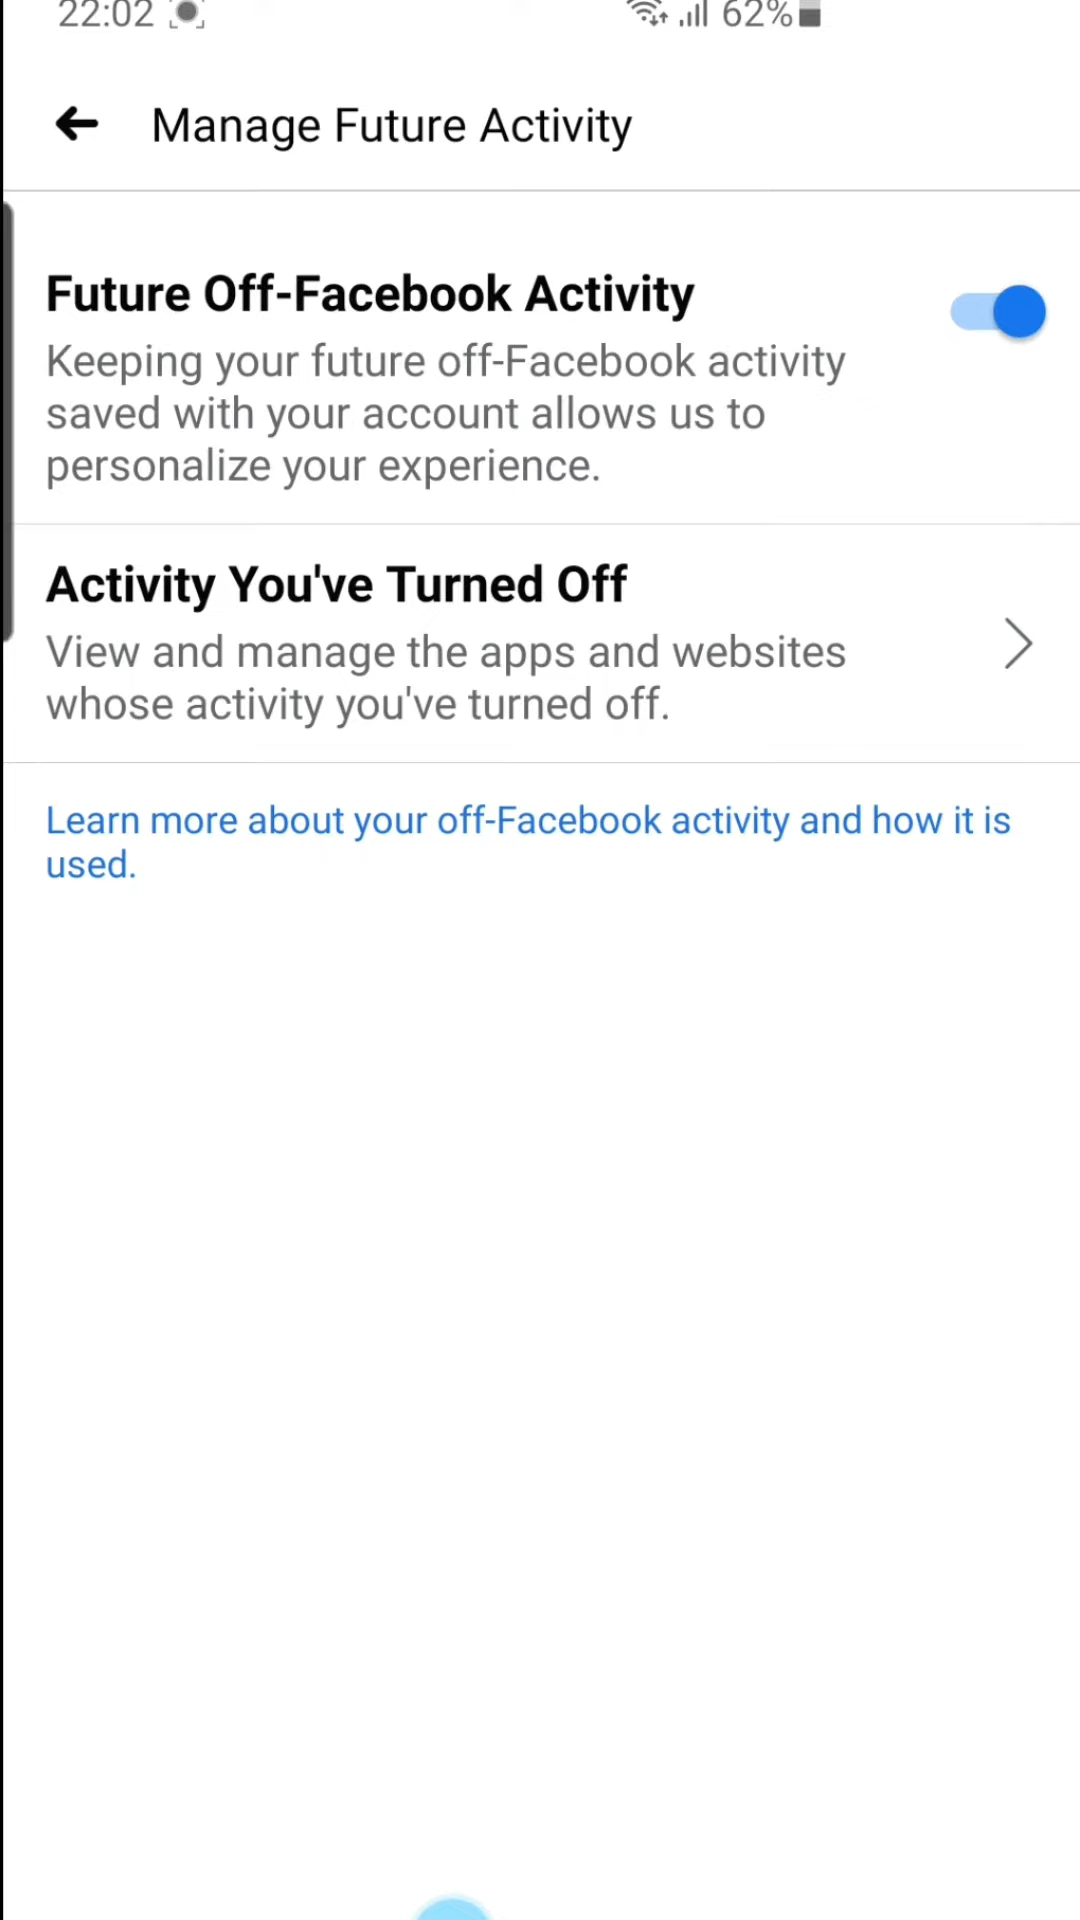 22:02 62%
Manage Future Activity
Future Off-Facebook Activity
Keeping your future off-Facebook activity
saved with your account allows us to
personalize your experience.
Activity You've Turned Off
View and manage the apps and websites
whose activity you've turned off.
Learn more about your off-Facebook activity and how it is
used.